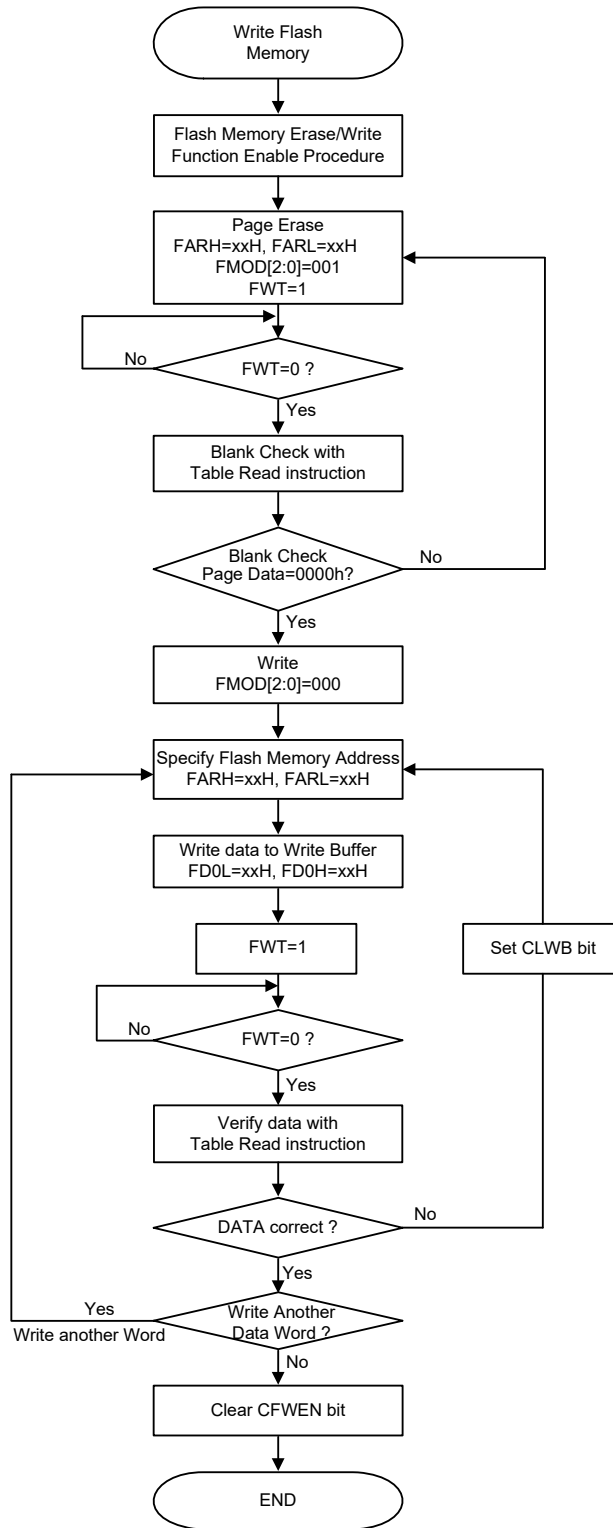 Write Flash
Memory
Flash Memory Erase/Write
Function Enable Procedure
Page Erase
FARH=xxH, FARL=xxH
FMOD[2:0]=001
FWT=1
No
FWT=0 ?
Yes
Blank Check with
Table Read instruction
Blank Check
Page Data=0000h?
No
Yes
Write
FMOD[2:0]=000
Specify Flash Memory Address
FARH=xxH, FARL=xxH
Write data to Write Buffer
FD0L=xxH, FD0H=xxH
FWT=1
Set CLWB bit
No
FWT=0 ?
Yes
Verify data with
Table Read instruction
DATA correct ?
No
Yes
Yes
Write another Word
Write Another
Data Word ?
No
Clear CFWEN bit
END